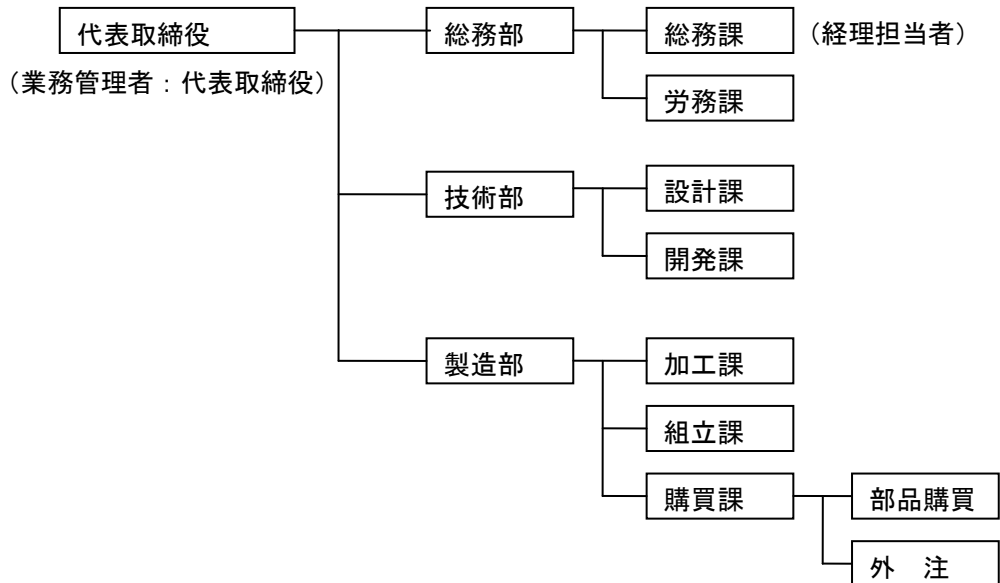 代表取締役 総務部 総務課 （経理担当者）
（業務管理者：代表取締役）
労務課
技術部 設計課
開発課
製造部 加工課
組立課
購買課 部品購買
外 注